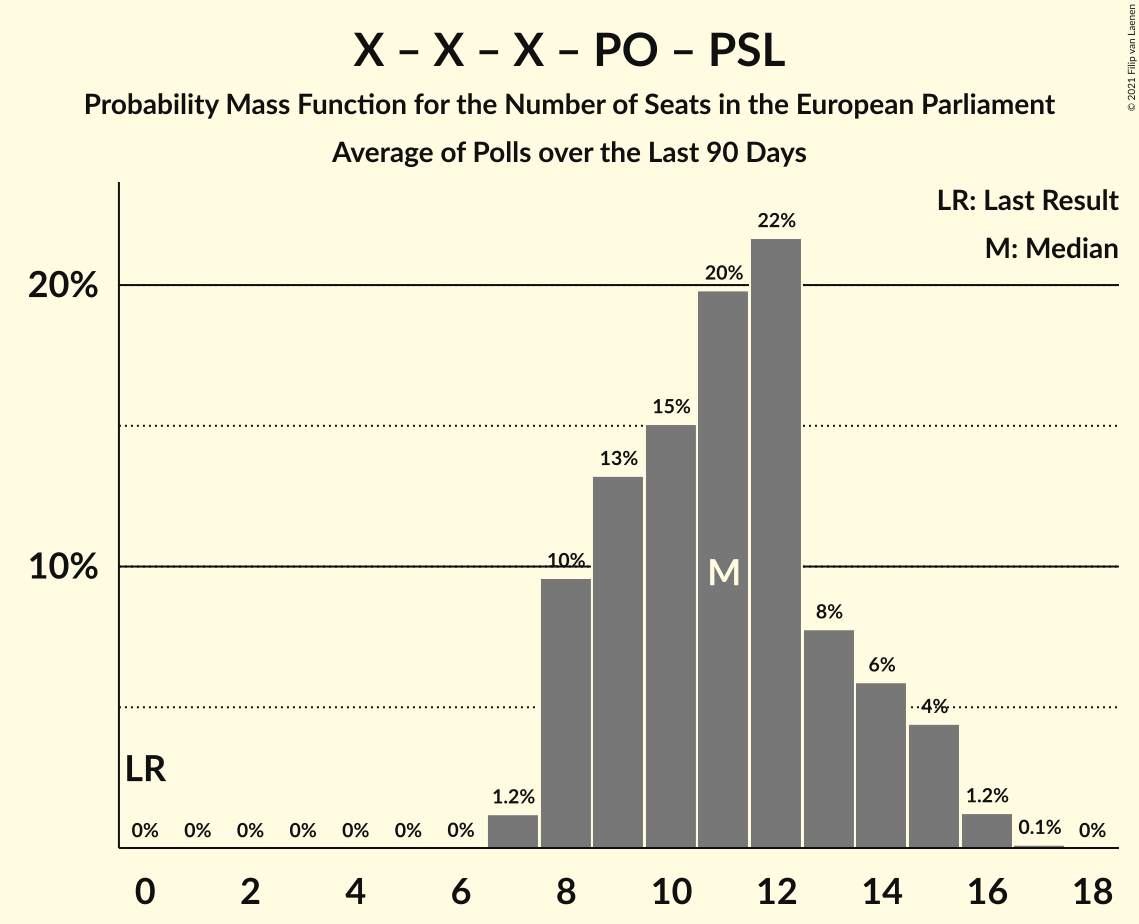 X – X – X – PO – PSL
Probability Mass Function for the Number of Seats in the European Parliament
Average of Polls over the Last 90 Days
© 2021 Filip van Laenen
LR: Last Result
M: Median
22%
20%
20%
15%
13%
10%
10%
M
8%
6%
4%
LR
1.2%
1.2%
0% 0% 0% 0% 0% 0% 0% 0.1% 0%
0 2 4 6 8 10 12 14 16 18